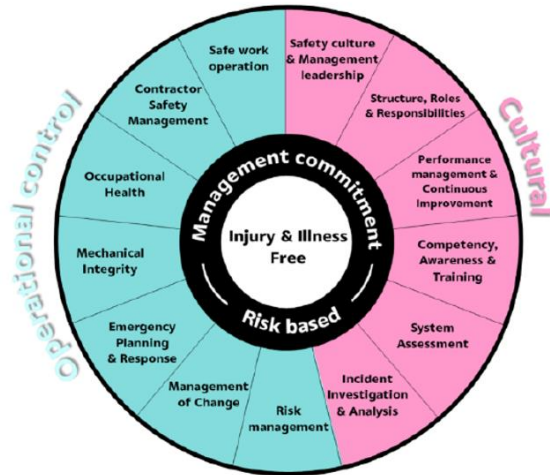 Safety culture
& Management
leadership
Structure, Roles
& Responsibilities
Performance
management &
Continuous
Improvement
Competency,
Awareness &
Training
System
Assessment
Incident
Investigation
& Analysis
Risk
management
Management
of Change
Emergency
Planning
& Response
Mechanical
Integrity
Occupational
Health
Contractor
Safety
Management
Safe work
operation
Operational control
Cultural
Management commitment
Injury & Illness
Free
Risk based